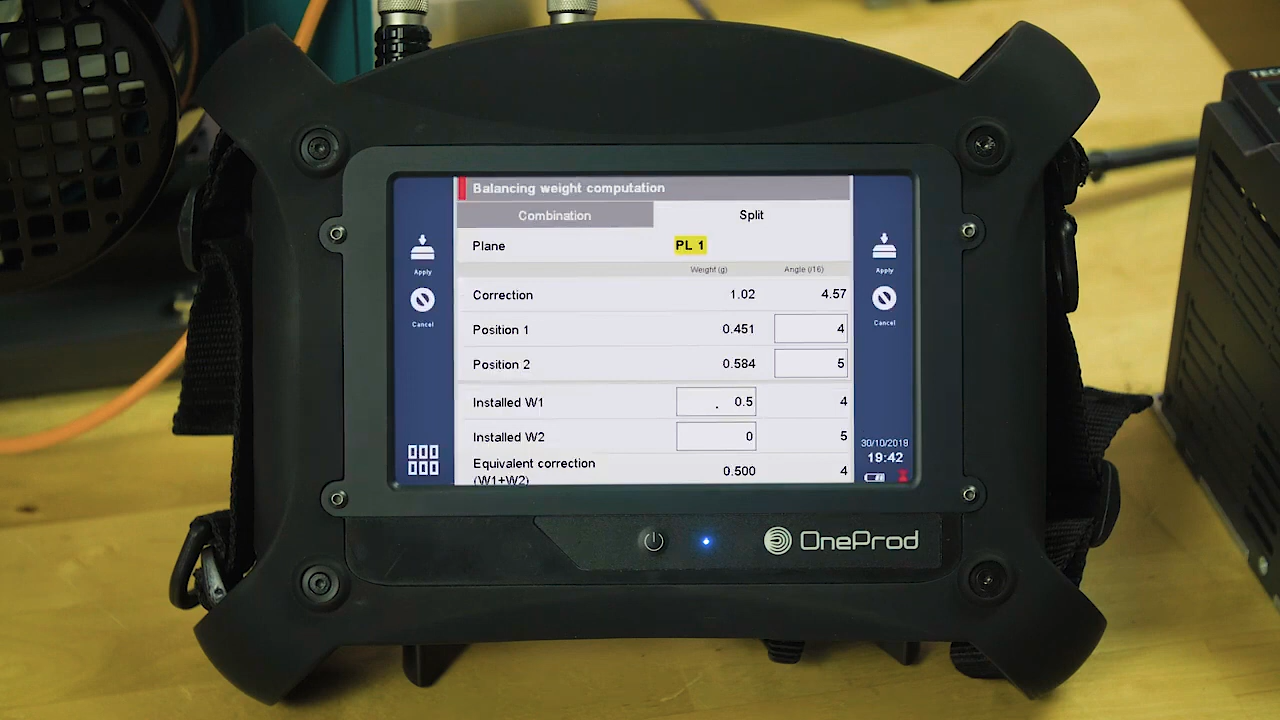 Balancing weight computation
Combination Split
Plane PL 1
Weight (g) Angle (/16)
Correction 1.02 4.57
Position 1 0.451 4
Position 2 0.584 5
Installed W1 . 0.5 4
Installed W2 0 5
Equivalent correction 0.500 4
(W1+W2)
Apply
Cancel
Apply
Cancel
30/10/2019
19:42
OneProd
TECO